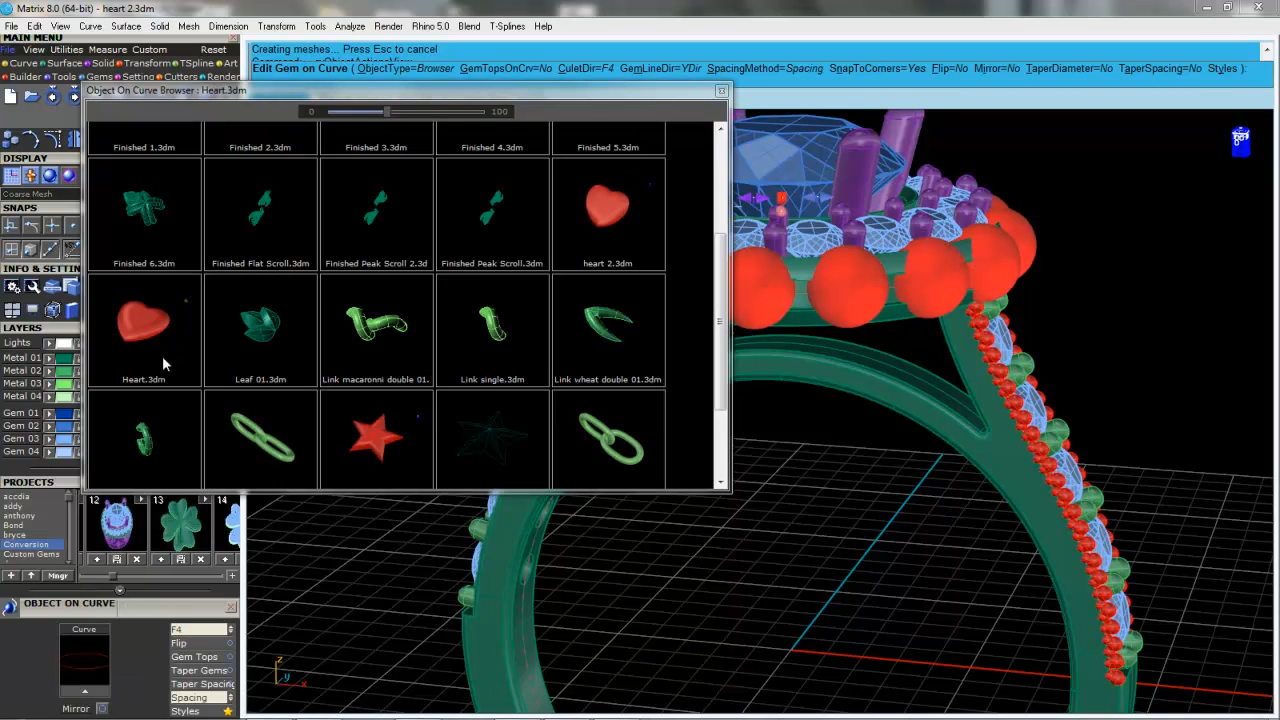 Matrix 8.0 (64-bit) - heart 2.3dm
File Edit View Curve Surface Solid Mesh Dimension Transform Tools Analyze Render Rhino 5.0 Blend T-Splines Help
MAIN MENU
File View Utilities Measure Custom Reset
Curve Surface Solid Transform TSpline Art
Builder Tools Gems Setting Cutters Render
Creating meshes... Press Esc to cancel
Edit Gem on Curve ( ObjectType=Browser GemTopsOnCrv=No CuletDir=F4 GemLineDir=YDir SpacingMethod=Spacing SnapToCorners=Yes Flip=No Mirror=No TaperDiameter=No TaperSpacing=No Styles ):
Object On Curve Browser : Heart.3dm
0 100
Finished 1.3dm Finished 2.3dm Finished 3.3dm Finished 4.3dm Finished 5.3dm
Finished 6.3dm Finished Flat Scroll.3dm Finished Peak Scroll 2.3d Finished Peak Scroll.3dm heart 2.3dm
Heart.3dm Leaf 01.3dm Link macaronni double 01. Link single.3dm Link wheat double 01.3dm
DISPLAY
Coarse Mesh
SNAPS
INFO & SETTIN
LAYERS
Lights
Metal 01
Metal 02
Metal 03
Metal 04
Gem 01
Gem 02
Gem 03
Gem 04
PROJECTS
accdia
addy
anthony
Bond
bryce
Conversion
Custom Gems
12 13 14
Mngr
OBJECT ON CURVE
Curve
F4
Flip
Gem Tops
Taper Gems
Taper Spacing
Spacing
Mirror
Styles
z
y
x